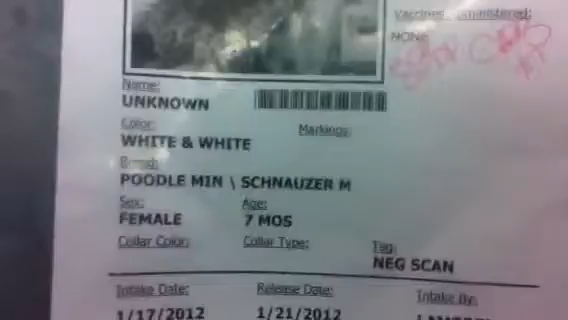 Vaccines
NONE
Name:
UNKNOWN
Color:
Markings:
WHITE & WHITE
Breed:
POODLE MIN \ SCHNAUZER M
Sex:
Age:
FEMALE 7 MOS
Collar Color: Collar Type: Tag:
NEG SCAN
Intake Date: Release Date: Intake By:
1/17/2012 1/21/2012